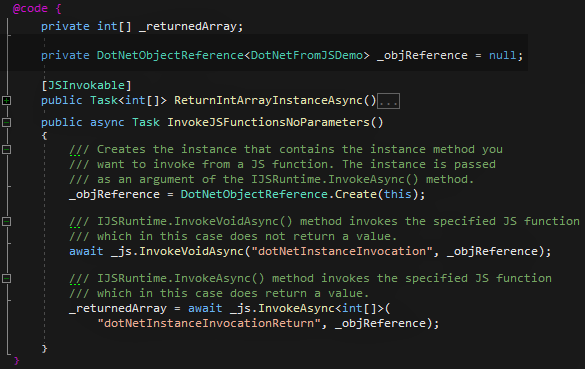 @code {
private int[] _returnedArray;
private DotNetObjectReference<DotNetFromJSDemo> _objReference = null;
[JSInvokable]
public Task<int[]> ReturnIntArrayInstanceAsync()...
public async Task InvokeJSFunctionsNoParameters()
{
/// Creates the instance that contains the instance method you
/// want to invoke from a JS function. The instance is passed
/// as an argument of the IJSRuntime.InvokeAsync() method.
_objReference = DotNetObjectReference.Create(this);
/// IJSRuntime.InvokeVoidAsync() method invokes the specified JS function
/// which in this case does not return a value.
await _js.InvokeVoidAsync("dotNetInstanceInvocation", _objReference);
/// IJSRuntime.InvokeAsync() method invokes the specified JS function
/// which in this case does return a value.
_returnedArray = await _js.InvokeAsync<int[]>(
"dotNetInstanceInvocationReturn", _objReference);
}
}